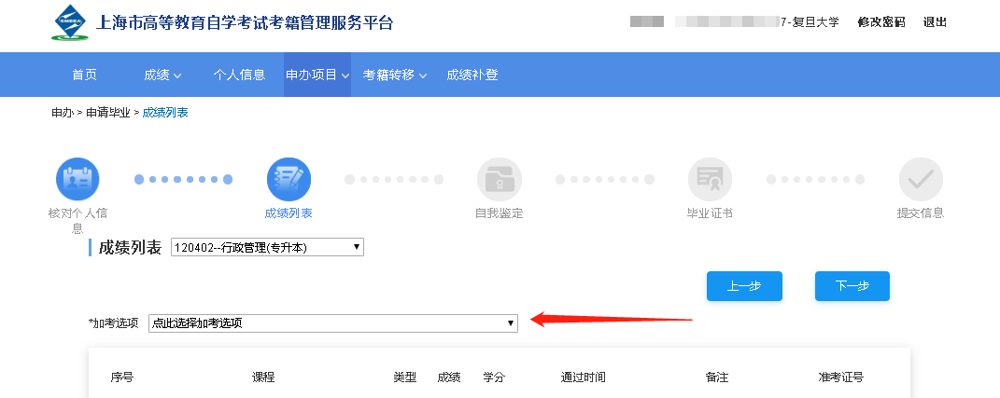 SMEEA
上海市高等教育自学考试考籍管理服务平台
7-复旦大学 修改密码 退出
首页 成绩 个人信息 申办项目 考籍转移 成绩补登
申办 > 申请毕业 > 成绩列表
核对个人信息 成绩列表 自我鉴定 毕业证书 提交信息
成绩列表 120402--行政管理(专升本)
上一步 下一步
*加考选项 点此选择加考选项
序号 课程 类型 成绩 学分 通过时间 备注 准考证号